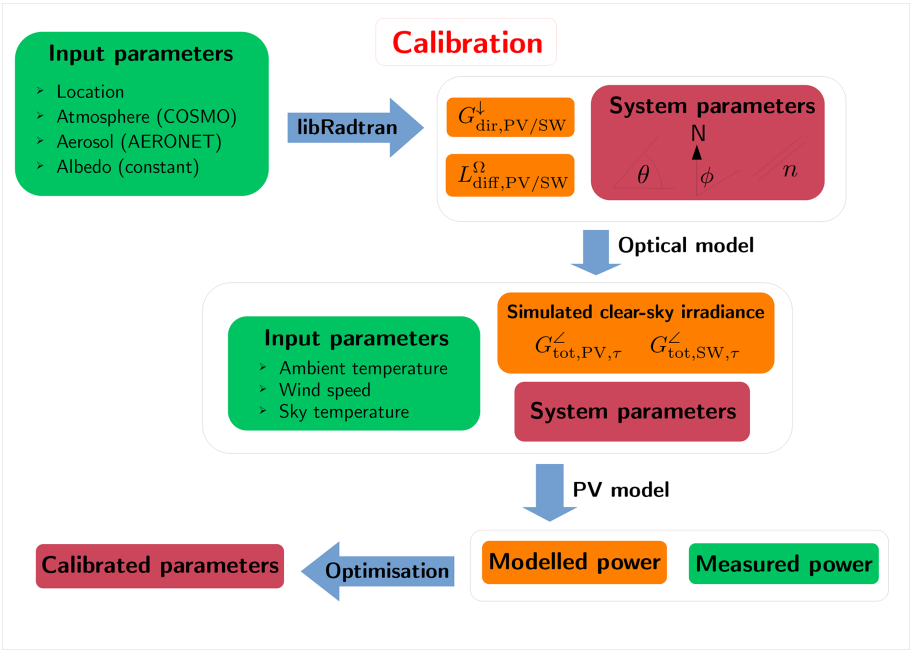 Calibration
Input parameters
➢ Location
➢ Atmosphere (COSMO)
➢ Aerosol (AERONET)
➢ Albedo (constant)
libRadtran
G↓dir,PV/SW
LΩdiff,PV/SW
System parameters
N
θ
ϕ
n
Optical model
Input parameters
➢ Ambient temperature
➢ Wind speed
➢ Sky temperature
Simulated clear-sky irradiance
G∠tot,PV,τ G∠tot,SW,τ
System parameters
PV model
Calibrated parameters
Optimisation
Modelled power
Measured power